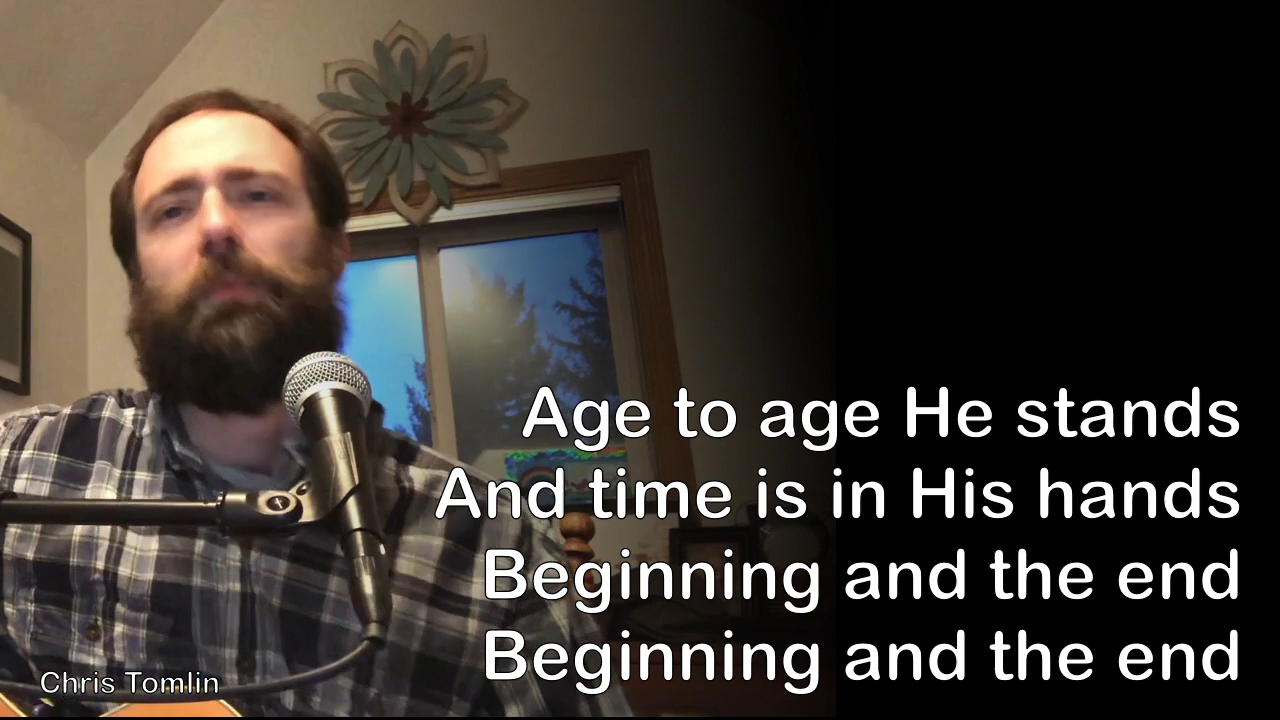 Age to age He stands
And time is in His hands
Beginning and the end
Beginning and the end
Chris Tomlin